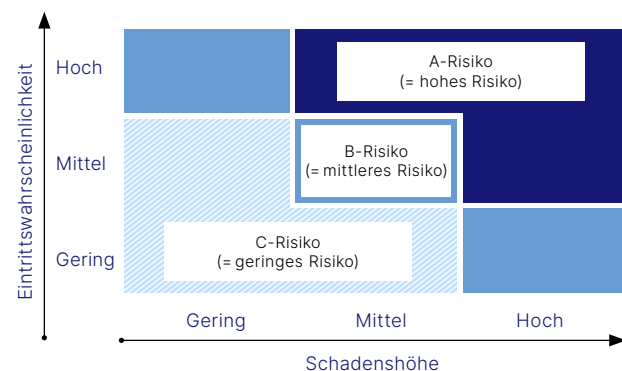 Eintrittswahrscheinlichkeit
Hoch
A-Risiko
(= hohes Risiko)
Mittel
B-Risiko
(= mittleres Risiko)
Gering
C-Risiko
(= geringes Risiko)
Gering
Mittel
Hoch
Schadenshöhe